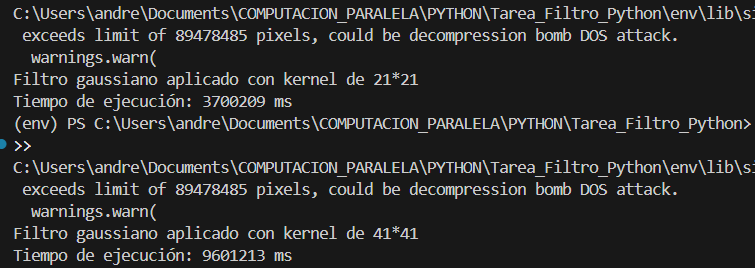 C:\Users\andre\Documents\COMPUTACION_PARALELA\PYTHON\Tarea_Filtro_Python\env\lib\si
exceeds limit of 89478485 pixels, could be decompression bomb DOS attack.
warnings.warn(
Filtro gaussiano aplicado con kernel de 21*21
Tiempo de ejecución: 3700209 ms
(env) PS C:\Users\andre\Documents\COMPUTACION_PARALELA\PYTHON\Tarea_Filtro_Python>
>>
C:\Users\andre\Documents\COMPUTACION_PARALELA\PYTHON\Tarea_Filtro_Python\env\lib\si
exceeds limit of 89478485 pixels, could be decompression bomb DOS attack.
warnings.warn(
Filtro gaussiano aplicado con kernel de 41*41
Tiempo de ejecución: 9601213 ms